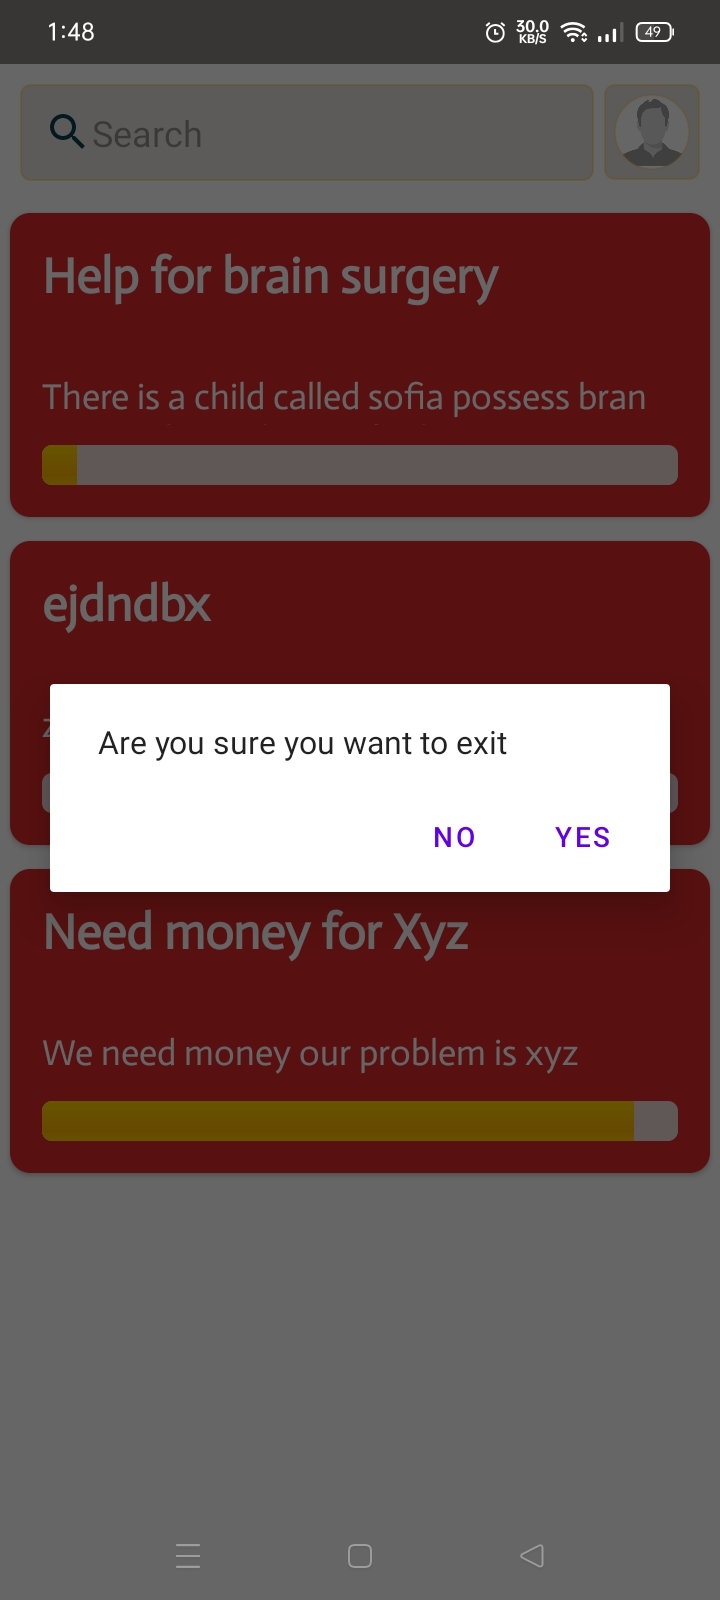 1:48
30.0
KB/S
49
Search
Help for brain surgery
There is a child called sofia possess bran
ejdndbx
Are you sure you want to exit
NO YES
Need money for Xyz
We need money our problem is xyz